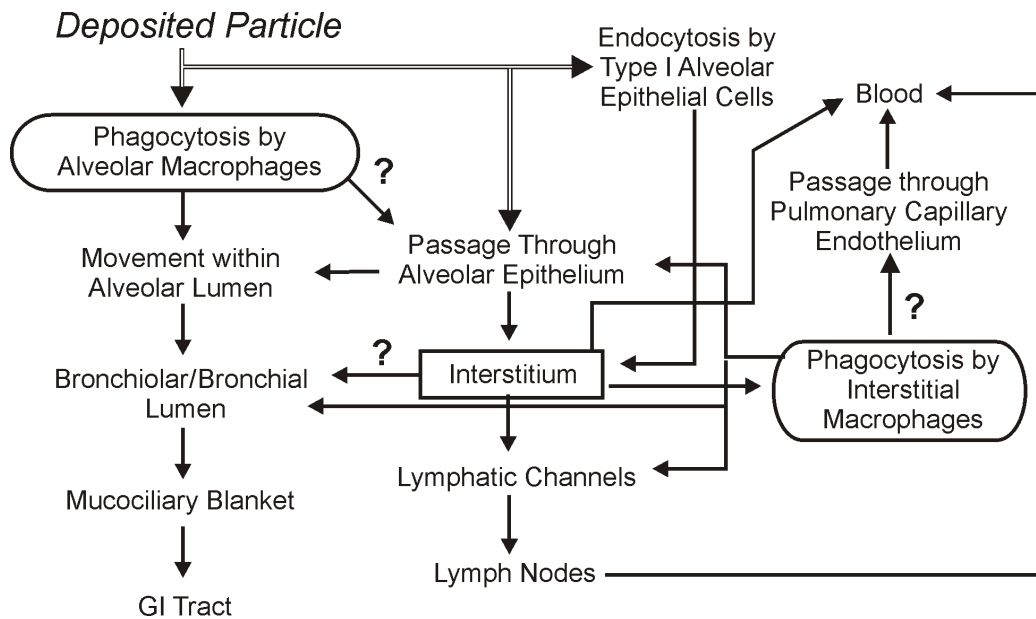 Deposited Particle
Endocytosis by
Type I Alveolar
Epithelial Cells
Blood
Phagocytosis by
Alveolar Macrophages
?
Passage through
Pulmonary Capillary
Endothelium
Movement within
Alveolar Lumen
Passage Through
Alveolar Epithelium
?
?
Bronchiolar/Bronchial
Lumen
Interstitium
Phagocytosis by
Interstitial
Macrophages
Mucociliary Blanket
Lymphatic Channels
Lymph Nodes
GI Tract